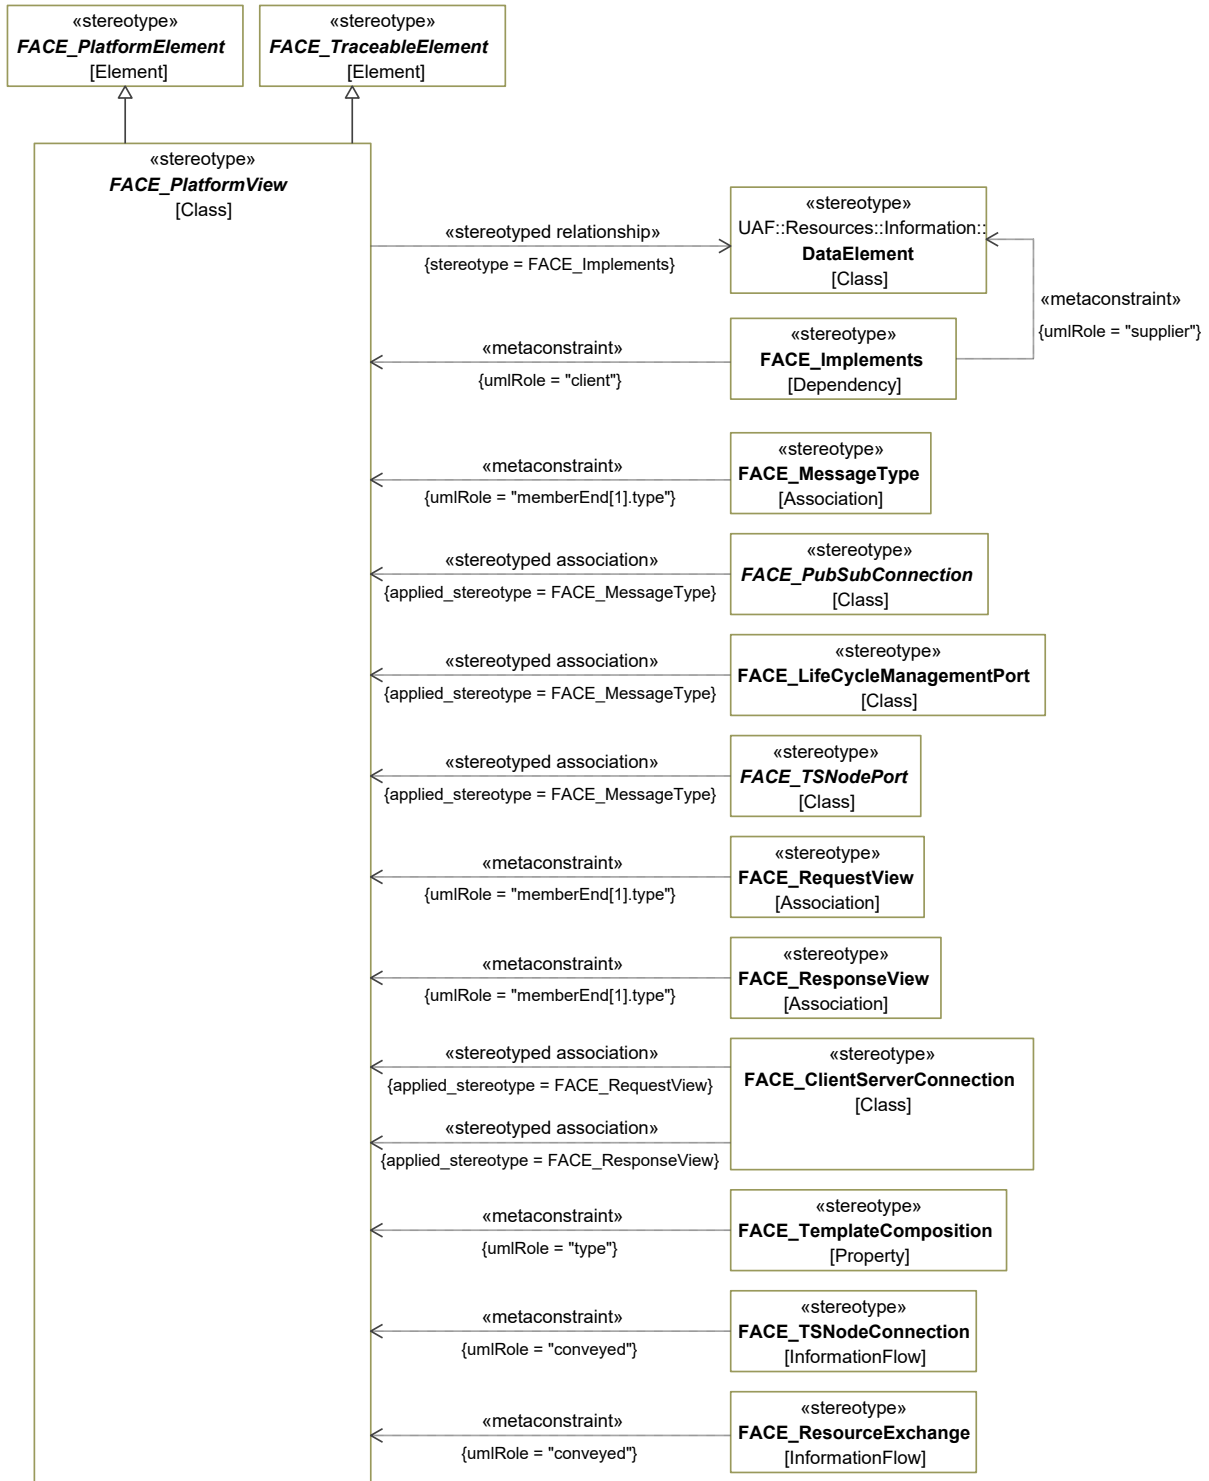 «stereotype»
FACE_PlatformElement
[Element]
«stereotype»
FACE_TraceableElement
[Element]
«stereotype»
FACE_PlatformView
[Class]
«stereotyped relationship»
{stereotype = FACE_Implements}
«stereotype»
UAF::Resources::Information::
DataElement
[Class]
«metaconstraint»
{umlRole = "supplier"}
«metaconstraint»
{umlRole = "client"}
«stereotype»
FACE_Implements
[Dependency]
«metaconstraint»
{umlRole = "memberEnd[1].type"}
«stereotype»
FACE_MessageType
[Association]
«stereotyped association»
{applied_stereotype = FACE_MessageType}
«stereotype»
FACE_PubSubConnection
[Class]
«stereotyped association»
{applied_stereotype = FACE_MessageType}
«stereotype»
FACE_LifeCycleManagementPort
[Class]
«stereotyped association»
{applied_stereotype = FACE_MessageType}
«stereotype»
FACE_TSNodePort
[Class]
«metaconstraint»
{umlRole = "memberEnd[1].type"}
«stereotype»
FACE_RequestView
[Association]
«metaconstraint»
{umlRole = "memberEnd[1].type"}
«stereotype»
FACE_ResponseView
[Association]
«stereotyped association»
{applied_stereotype = FACE_RequestView}
«stereotyped association»
{applied_stereotype = FACE_ResponseView}
«stereotype»
FACE_ClientServerConnection
[Class]
«metaconstraint»
{umlRole = "type"}
«stereotype»
FACE_TemplateComposition
[Property]
«metaconstraint»
{umlRole = "conveyed"}
«stereotype»
FACE_TSNodeConnection
[InformationFlow]
«metaconstraint»
{umlRole = "conveyed"}
«stereotype»
FACE_ResourceExchange
[InformationFlow]